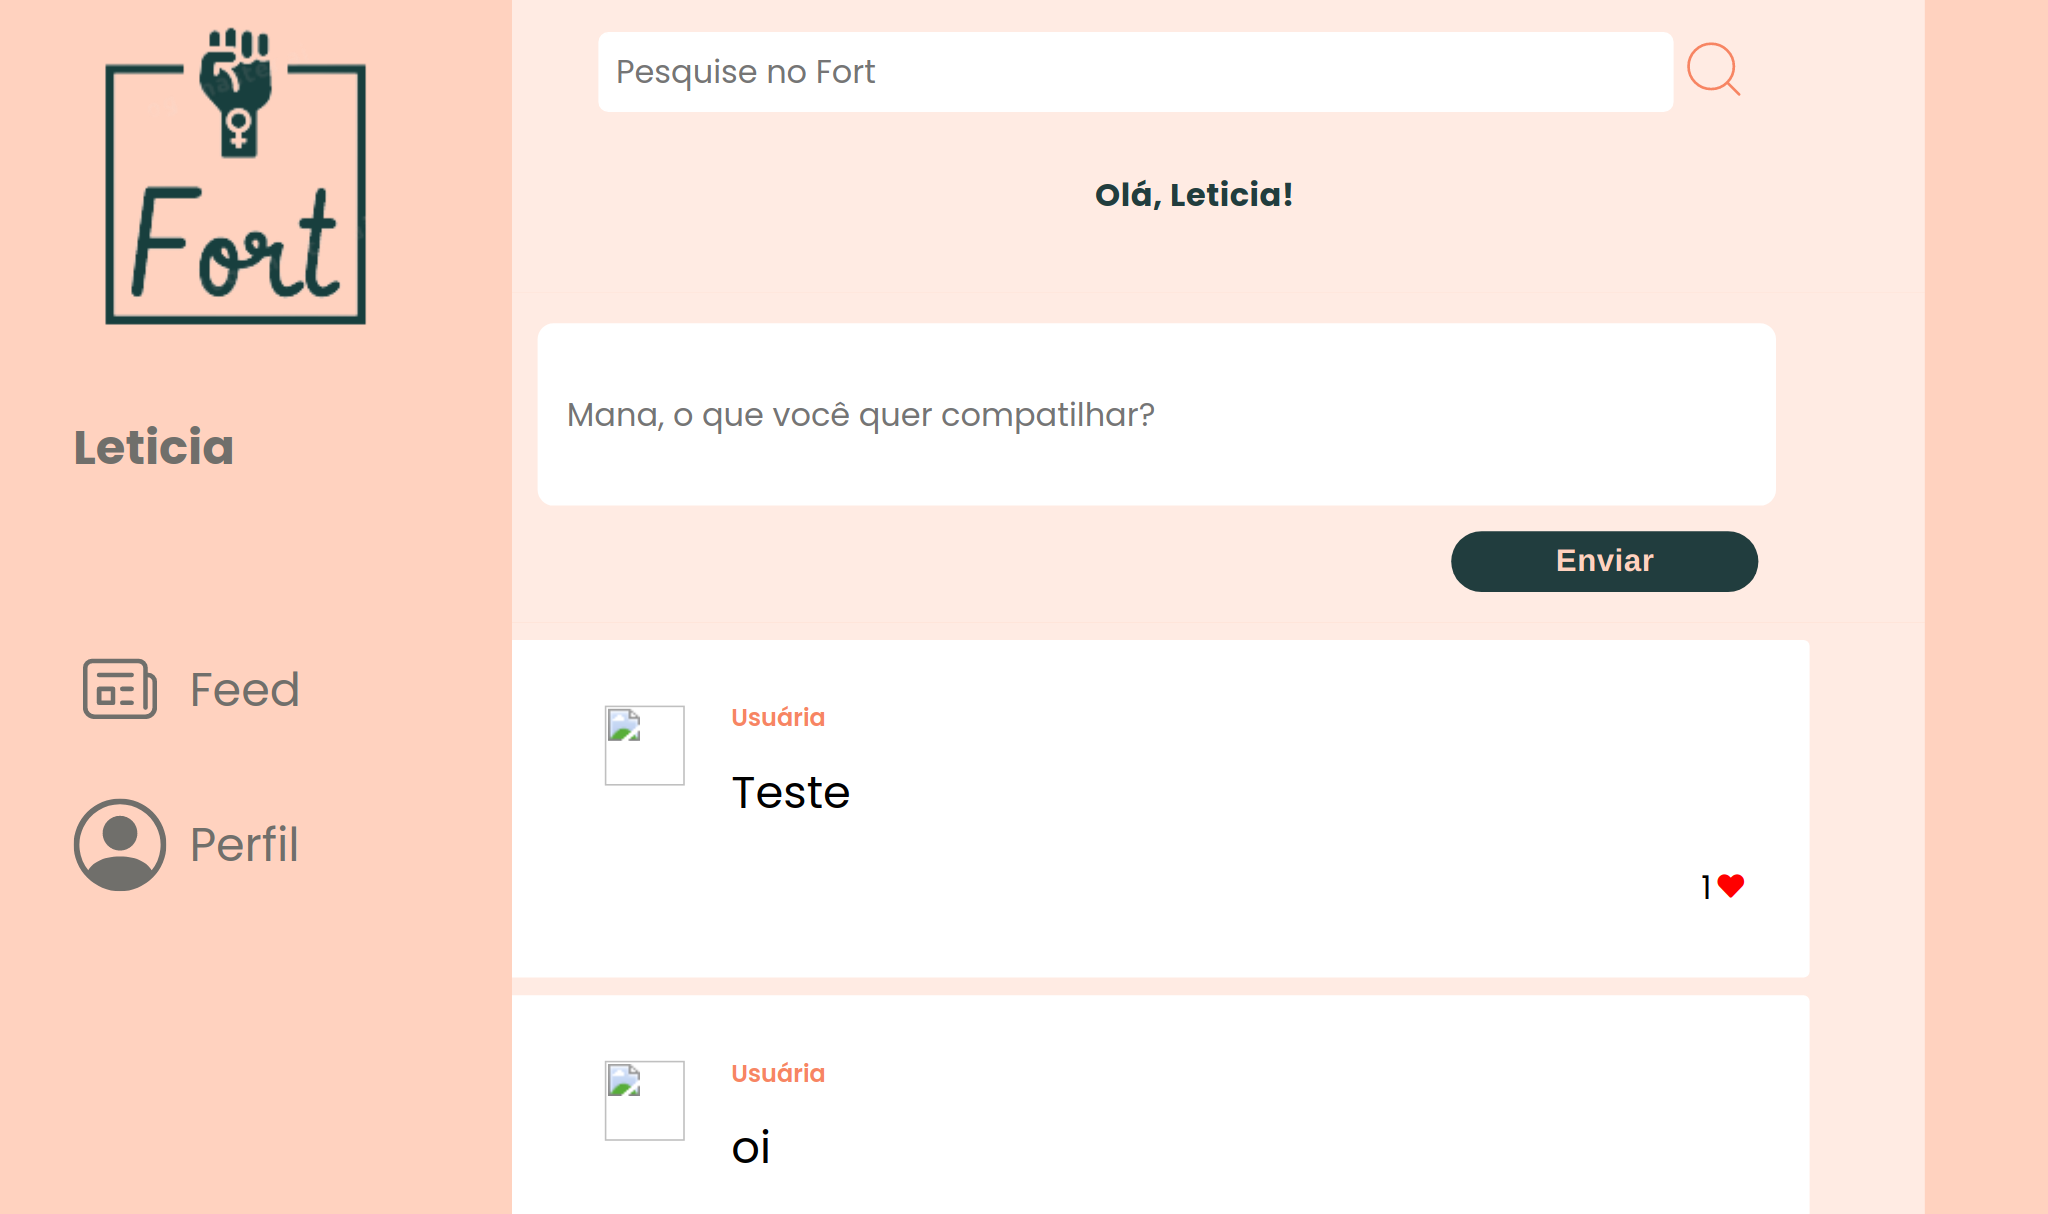 Fort
Leticia
Feed
Perfil
Pesquise no Fort
Olá, Leticia!
Mana, o que você quer compatilhar?
Enviar
Usuária
Teste
1
Usuária
oi